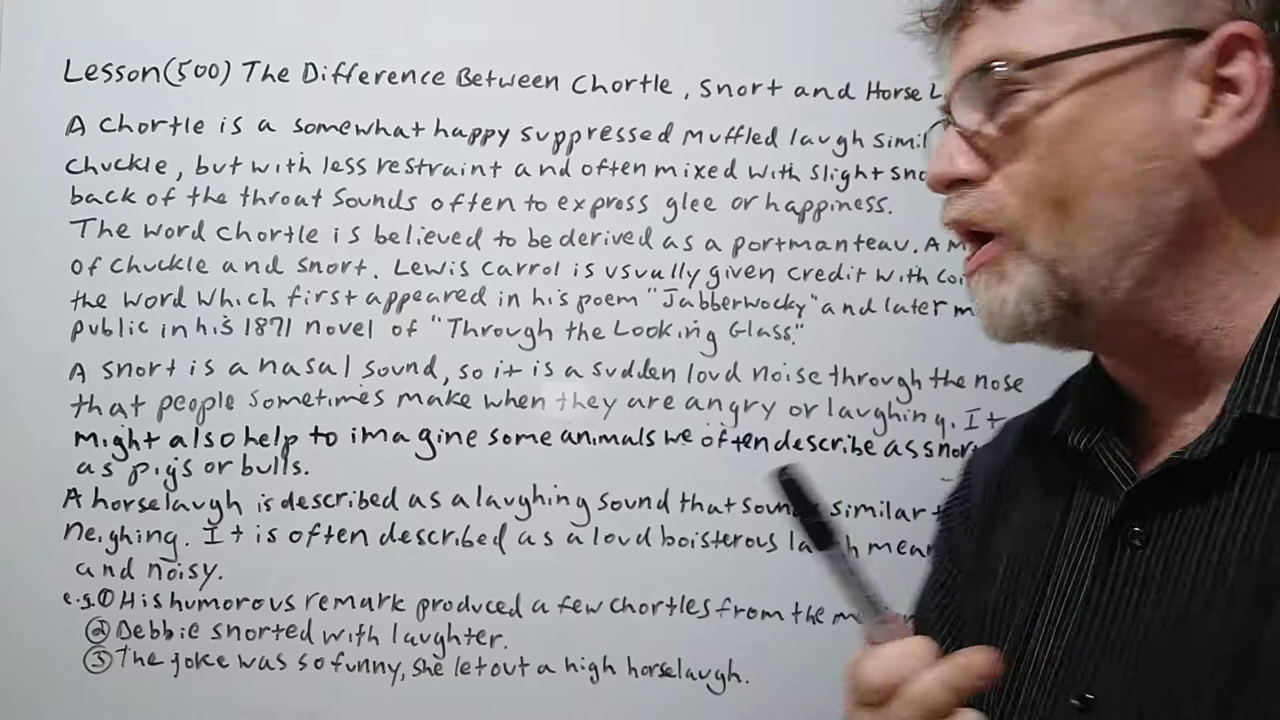 Lesson(500) The Difference Between Chortle, Snort and Horse
A Chortle is a somewhat happy suppressed Muffled laugh
chuckle, but with less restraint and often mixed with slight
back of the throat Sounds often to express glee or happiness.
The word chortle is believed to be derived as a portmanteau. A
of Chuckle and Snort. Lewis Carrol is usually given credit with
the word which first appeared in his poem "Jabberwocky" and later
public in his 1871 novel of "Through the Looking Glass."
A snort is a nasal sound, so it is a sudden loud noise through the nose
that people sometimes make when they are angry or laughing. It
Might also help to imagine some animals we often describe as
as pigs or bulls.
A horselaugh is described as a laughing sound that similar
Neighing. It is often described as a loud boisterous
and noisy.
e.g. ① His humorous remark produced a few chortles from the
② Debbie snorted with laughter.
③ The joke was so funny, she let out a high horselaugh.